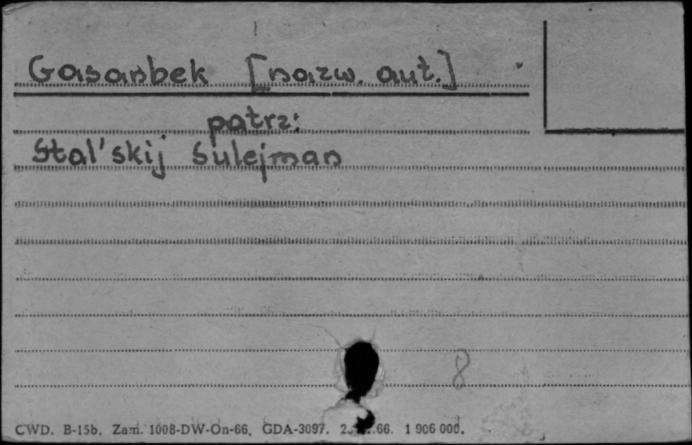 Gasanbek [nazw. aut.]
patrz:
Stal'skij Sulejman
8
CWD. B-15b. Zam. 1008-DW-On-66. GDA-3097. .66. 1 906 000.